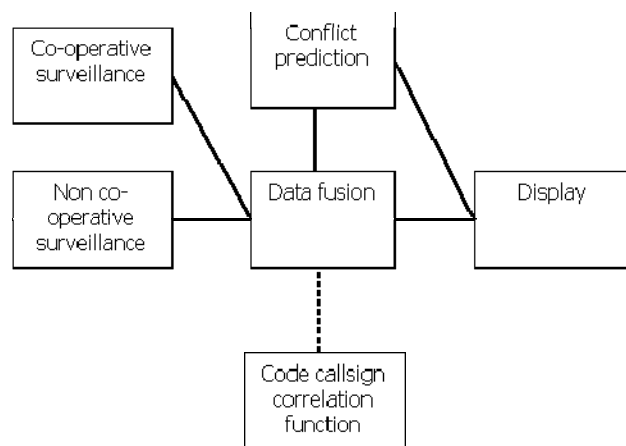 Co-operative
surveillance
Conflict
prediction
Non co-
operative
surveillance
Data fusion
Display
Code callsign
correlation
function